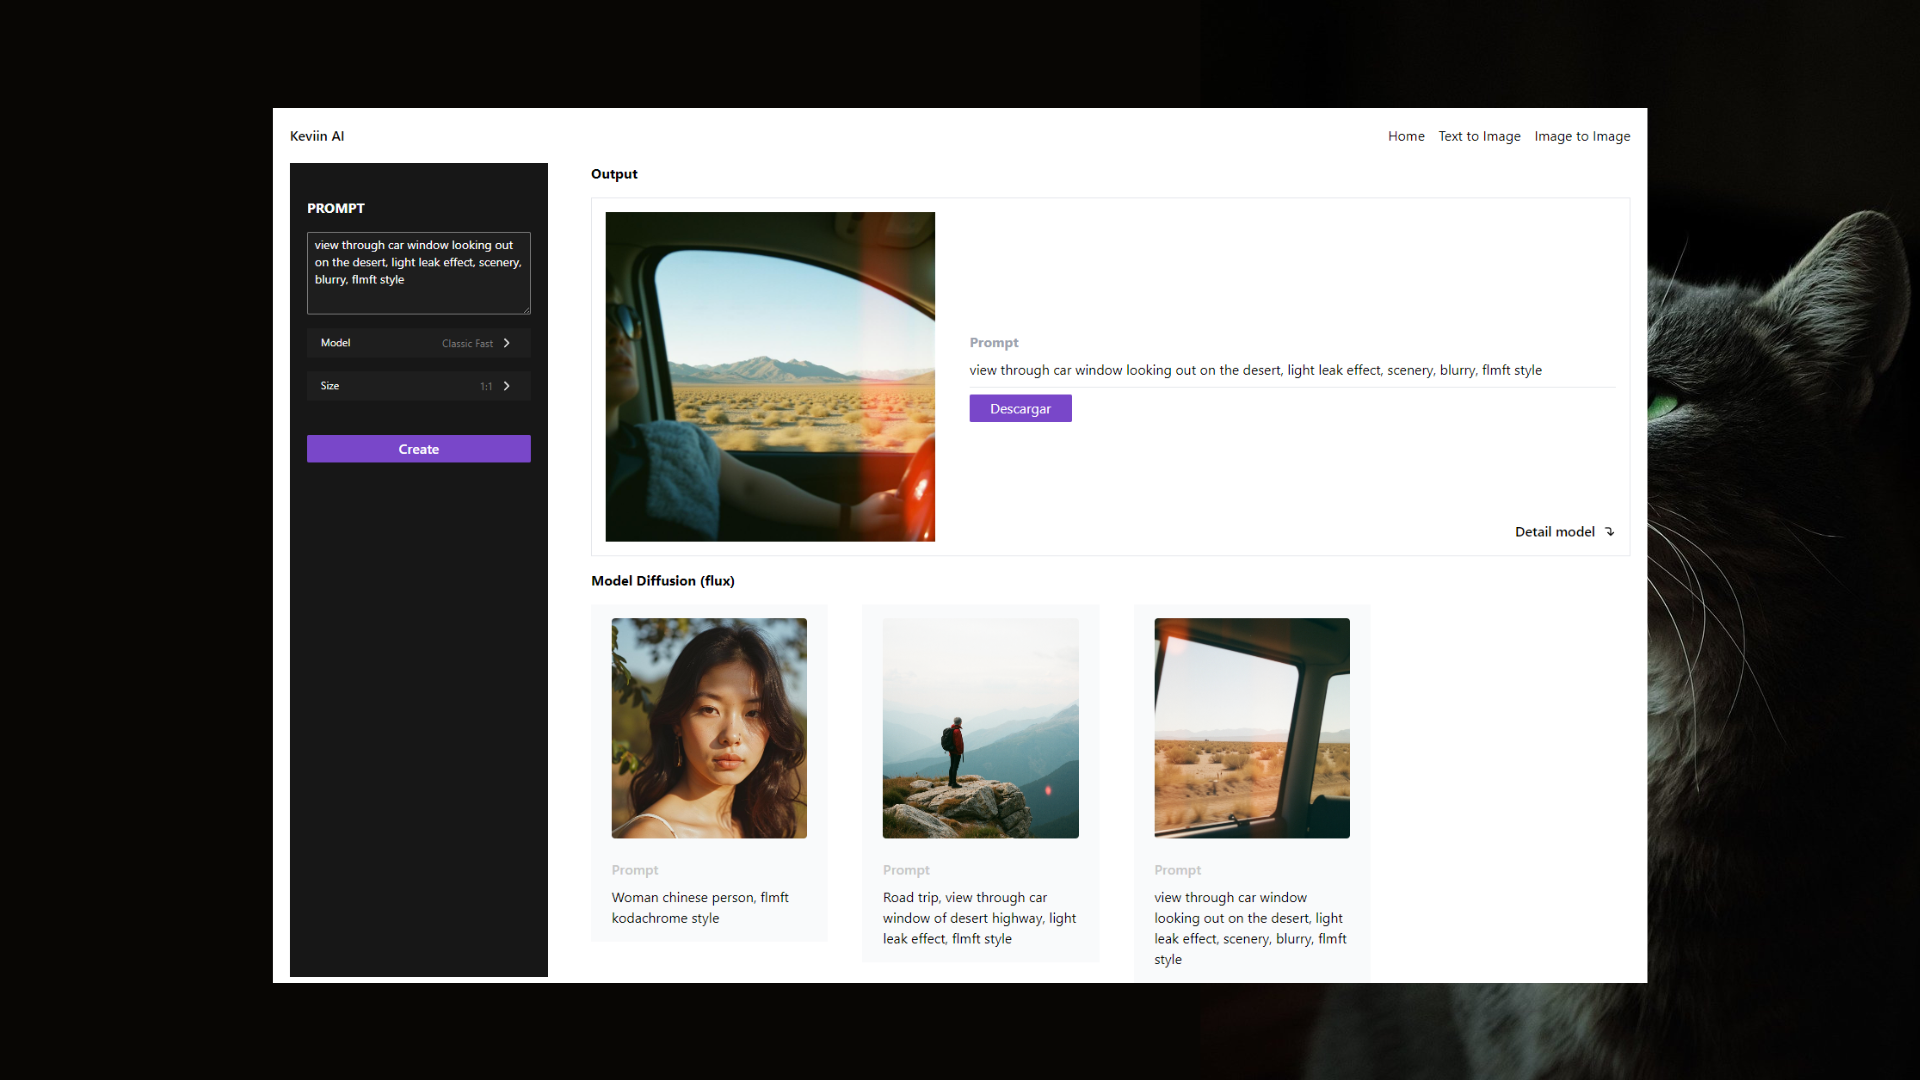 Keviin AI
Home
Text to Image
Image to Image
PROMPT
view through car window looking out
on the desert, light leak effect, scenery,
blurry, flmft style
Model
Classic Fast
Size
1:1
Create
Output
Prompt
view through car window looking out on the desert, light leak effect, scenery, blurry, flmft style
Descargar
Detail model
Model Diffusion (flux)
Prompt
Woman chinese person, flmft
kodachrome style
Prompt
Road trip, view through car
window of desert highway, light
leak effect, flmft style
Prompt
view through car window
looking out on the desert, light
leak effect, scenery, blurry, flmft
style